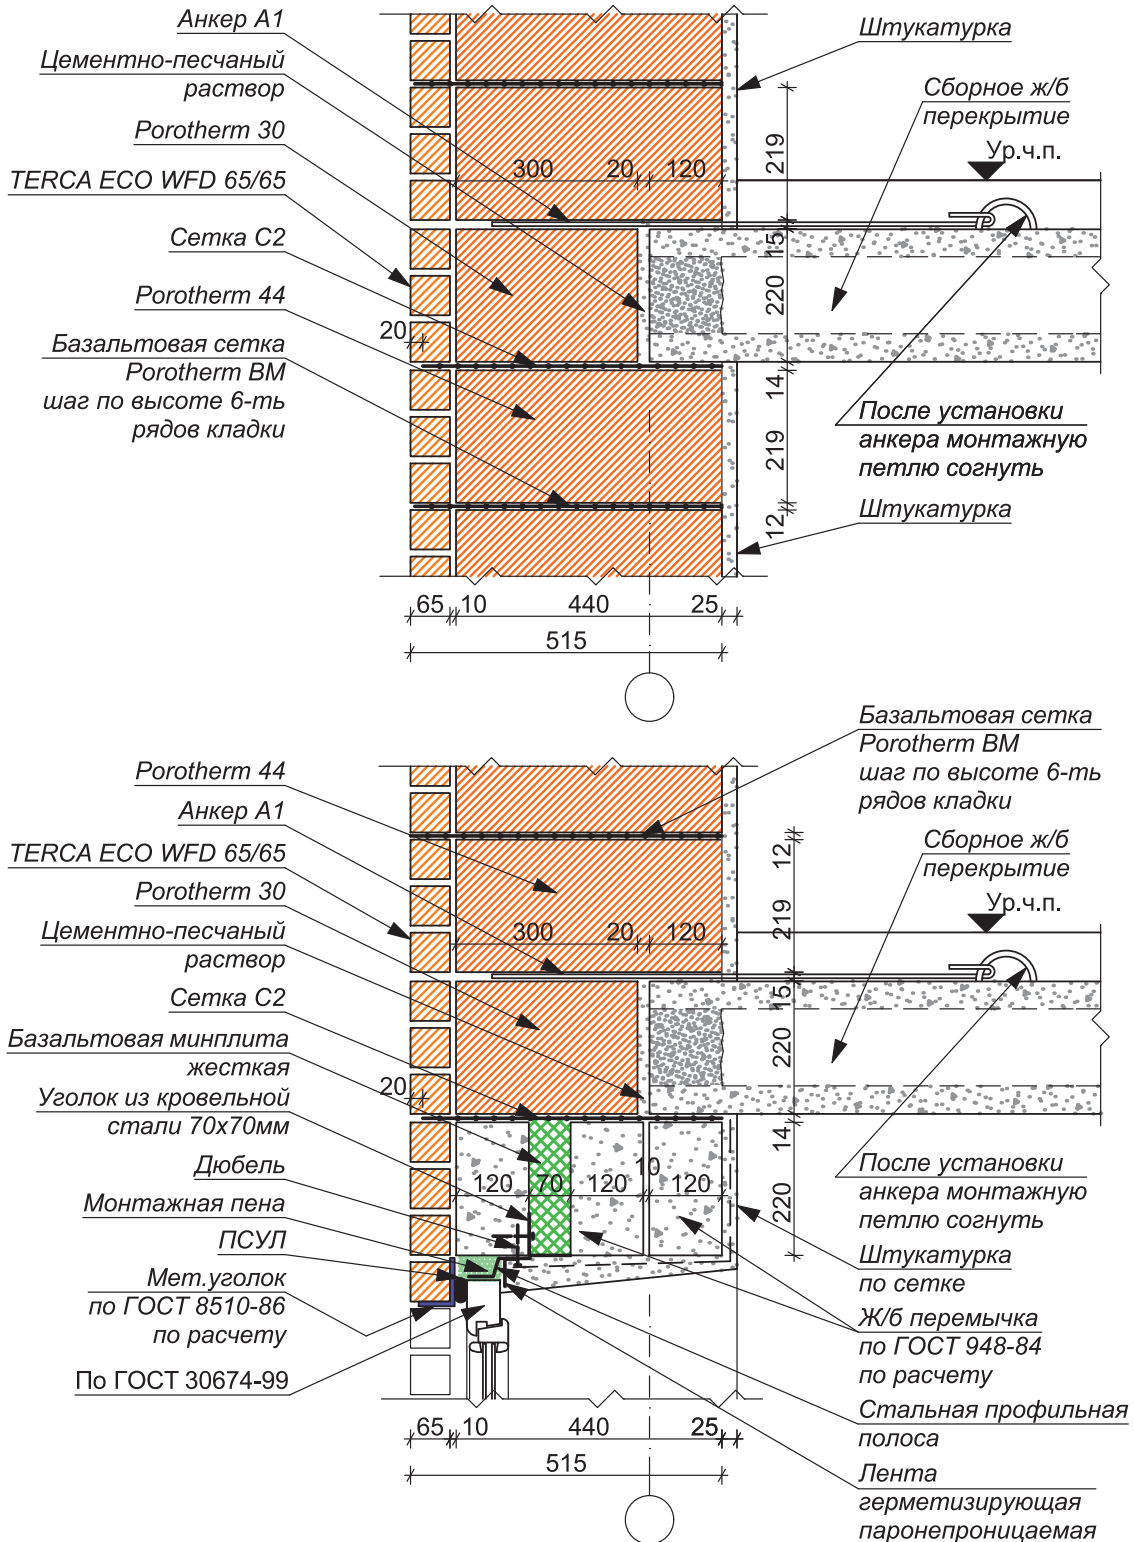 Анкер А1
Цементно-песчаный
раствор
Porotherm 30
TERCA ECO WFD 65/65
Сетка С2
Porotherm 44
20
Базальтовая сетка
Porotherm BM
шаг по высоте 6-ть
рядов кладки
Штукатурка
Сборное ж/б
перекрытие
Ур.ч.п.
300
20
120
219
15
220
14
219
12
После установки
анкера монтажную
петлю согнуть
Штукатурка
65
10
440
25
515
Базальтовая сетка
Porotherm BM
шаг по высоте 6-ть
рядов кладки
Porotherm 44
Анкер А1
TERCA ECO WFD 65/65
Porotherm 30
Цементно-песчаный
раствор
Сетка С2
Базальтовая минплита
жесткая
20
Уголок из кровельной
стали 70х70мм
Дюбель
Монтажная пена
ПСУЛ
Мет.уголок
по ГОСТ 8510-86
по расчету
По ГОСТ 30674-99
Сборное ж/б
перекрытие
Ур.ч.п.
300
20
120
12
219
15
220
14
220
120
70
120
10
120
После установки
анкера монтажную
петлю согнуть
Штукатурка
по сетке
Ж/б перемычка
по ГОСТ 948-84
по расчету
Стальная профильная
полоса
Лента
герметизирующая
паронепроницаемая
65
10
440
25
515